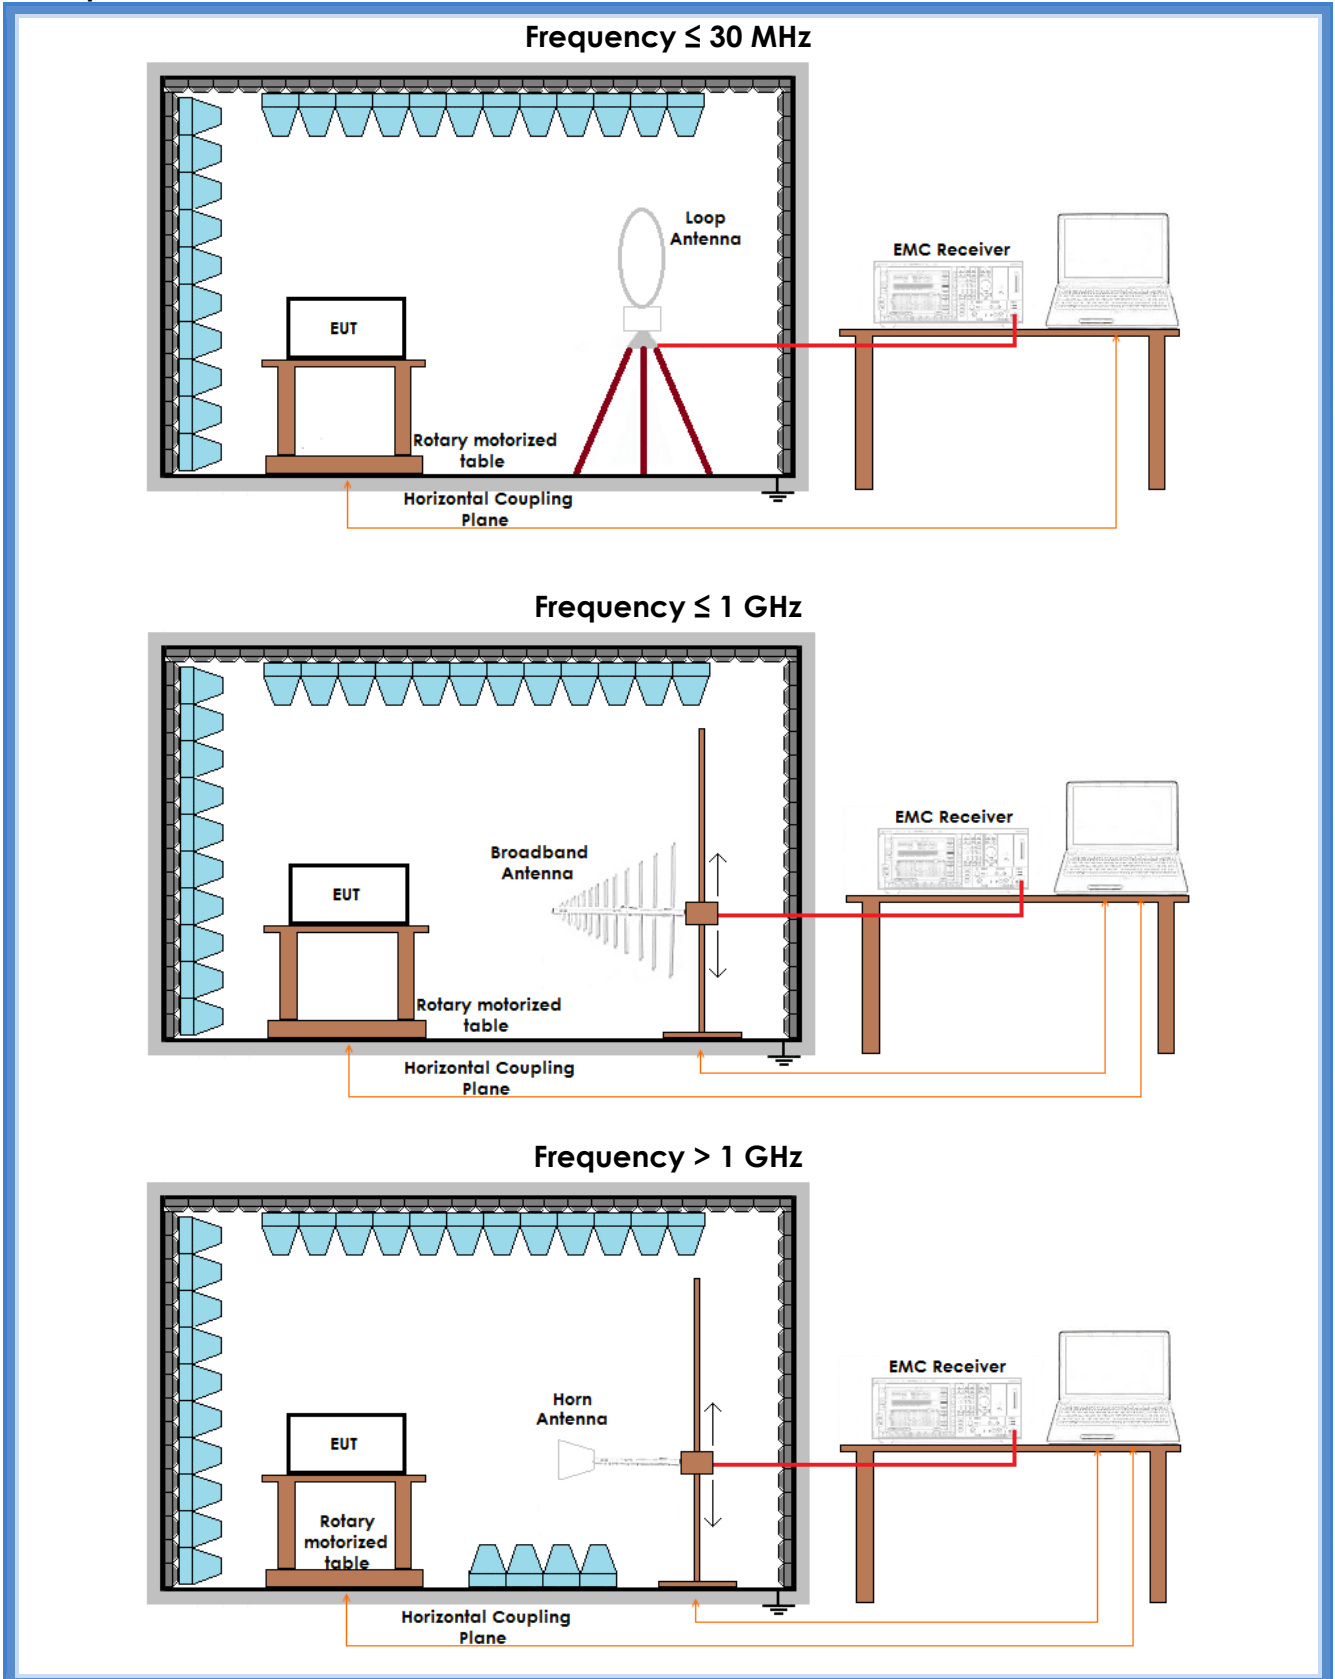 Frequency ≤ 30 MHz
Loop
Antenna
EMC Receiver
EUT
Rotary motorized
table
Horizontal Coupling
Plane
Frequency ≤ 1 GHz
EMC Receiver
Broadband
Antenna
EUT
Rotary motorized
table
Horizontal Coupling
Plane
Frequency > 1 GHz
EMC Receiver
Horn
Antenna
EUT
Rotary
motorized
table
Horizontal Coupling
Plane